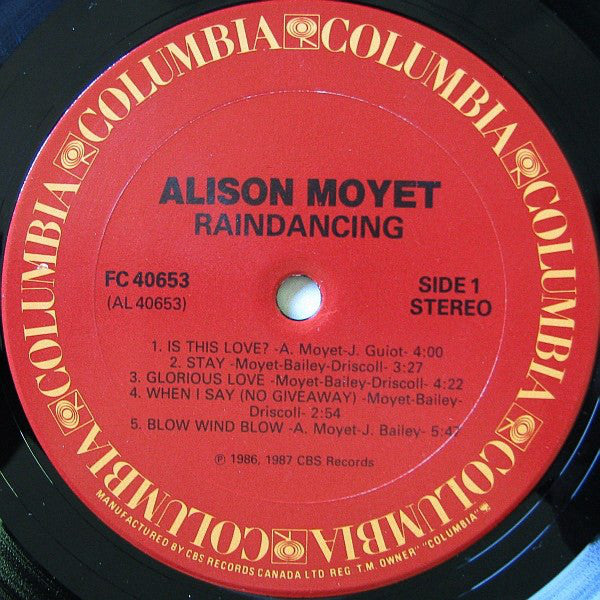 COLUMBIA COLUMBIA COLUMBIA COLUMBIA COLUMBIA COLUMBIA
ALISON MOYET
RAINDANCING
FC 40653
(AL 40653)
SIDE 1
STEREO
1. IS THIS LOVE? -A. Moyet-J. Guiot- 4:00
2. STAY -Moyet-Bailey-Driscoll- 3:27
3. GLORIOUS LOVE -Moyet-Bailey-Driscoll- 4:22
4. WHEN I SAY (NO GIVEAWAY) -Moyet-Bailey-
Driscoll- 2:54
5. BLOW WIND BLOW -A. Moyet-J. Bailey- 5:47
℗ 1986, 1987 CBS Records
MANUFACTURED BY CBS RECORDS CANADA LTD REG T.M. OWNER "COLUMBIA"